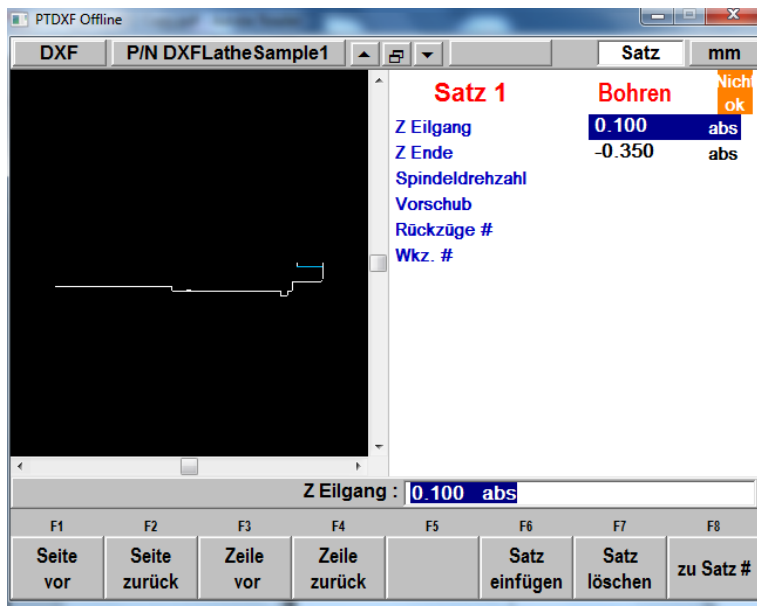 PTDXF Offline
DXF P/N DXFLatheSample1 Satz mm
Satz 1 Bohren Nicht ok
Z Eilgang 0.100 abs
Z Ende -0.350 abs
Spindeldrehzahl
Vorschub
Rückzüge #
Wkz. #
Z Eilgang : 0.100 abs
F1 F2 F3 F4 F5 F6 F7 F8
Seite vor Seite zurück Zeile vor Zeile zurück Satz einfügen Satz löschen zu Satz #